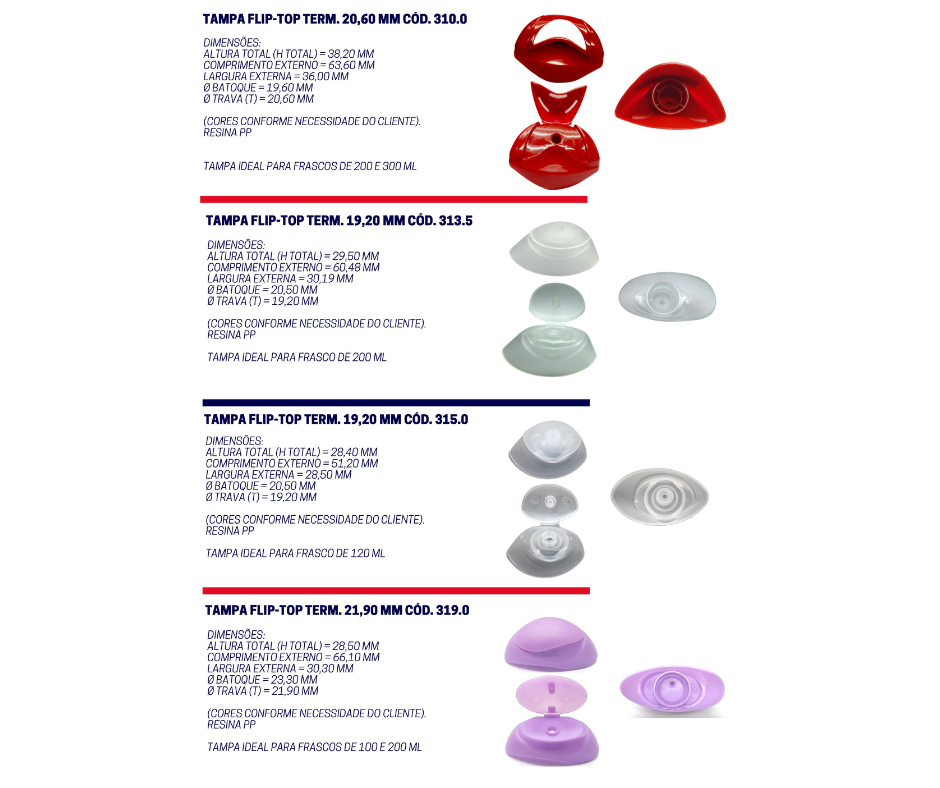 TAMPA FLIP-TOP TERM. 20,60 MM CÓD. 310.0
DIMENSÕES:
ALTURA TOTAL (H TOTAL) = 38,20 MM
COMPRIMENTO EXTERNO = 63,60 MM
LARGURA EXTERNA = 36,00 MM
Ø BATOQUE = 19,60 MM
Ø TRAVA (T) = 20,60 MM
(CORES CONFORME NECESSIDADE DO CLIENTE).
RESINA PP
TAMPA IDEAL PARA FRASCOS DE 200 E 300 ML
TAMPA FLIP-TOP TERM. 19,20 MM CÓD. 313.5
DIMENSÕES:
ALTURA TOTAL (H TOTAL) = 29,50 MM
COMPRIMENTO EXTERNO = 60,48 MM
LARGURA EXTERNA = 30,19 MM
Ø BATOQUE = 20,50 MM
Ø TRAVA (T) = 19,20 MM
(CORES CONFORME NECESSIDADE DO CLIENTE).
RESINA PP
TAMPA IDEAL PARA FRASCO DE 200 ML
TAMPA FLIP-TOP TERM. 19,20 MM CÓD. 315.0
DIMENSÕES:
ALTURA TOTAL (H TOTAL) = 28,40 MM
COMPRIMENTO EXTERNO = 51,20 MM
LARGURA EXTERNA = 28,50 MM
Ø BATOQUE = 20,50 MM
Ø TRAVA (T) = 19,20 MM
(CORES CONFORME NECESSIDADE DO CLIENTE).
RESINA PP
TAMPA IDEAL PARA FRASCO DE 120 ML
TAMPA FLIP-TOP TERM. 21,90 MM CÓD. 319.0
DIMENSÕES:
ALTURA TOTAL (H TOTAL) = 28,50 MM
COMPRIMENTO EXTERNO = 66,10 MM
LARGURA EXTERNA = 30,30 MM
Ø BATOQUE = 23,30 MM
Ø TRAVA (T) = 21,90 MM
(CORES CONFORME NECESSIDADE DO CLIENTE).
RESINA PP
TAMPA IDEAL PARA FRASCOS DE 100 E 200 ML